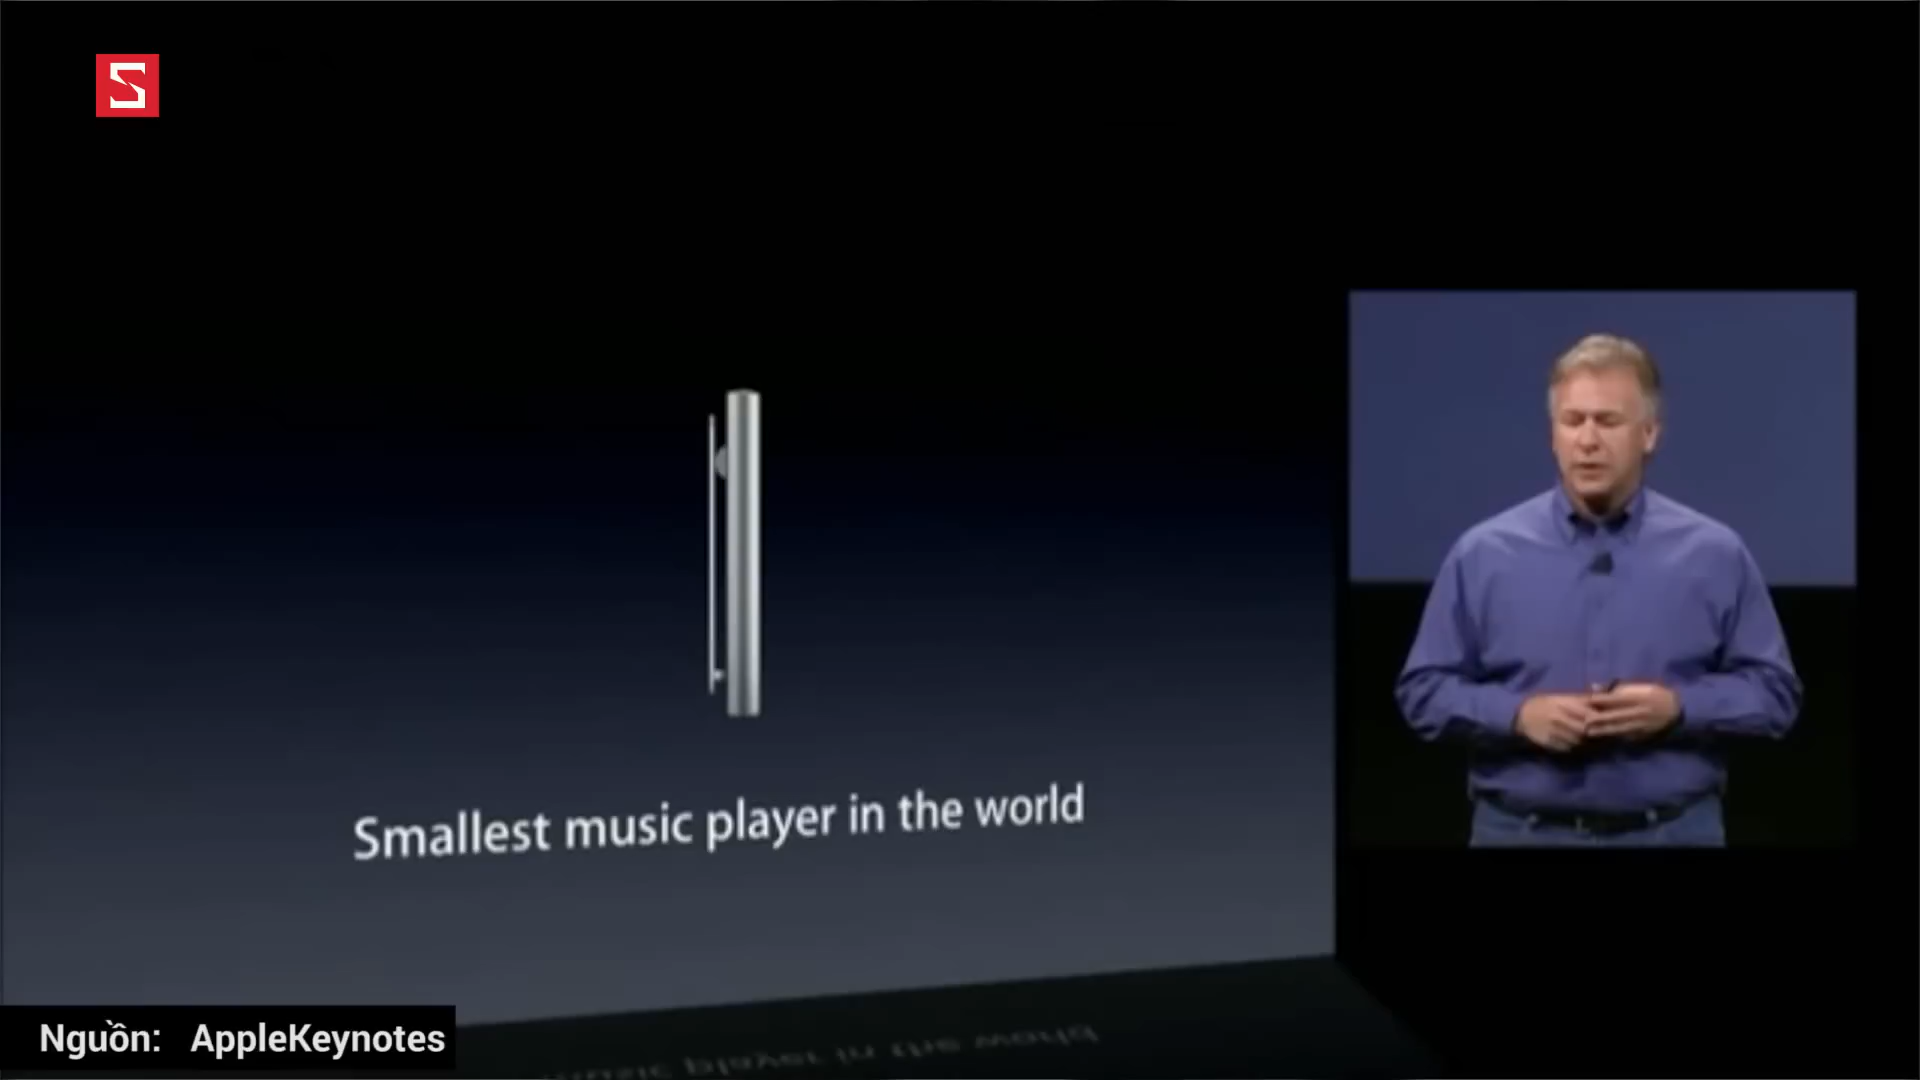 S
Smallest music player in the world
Nguồn: AppleKeynotes